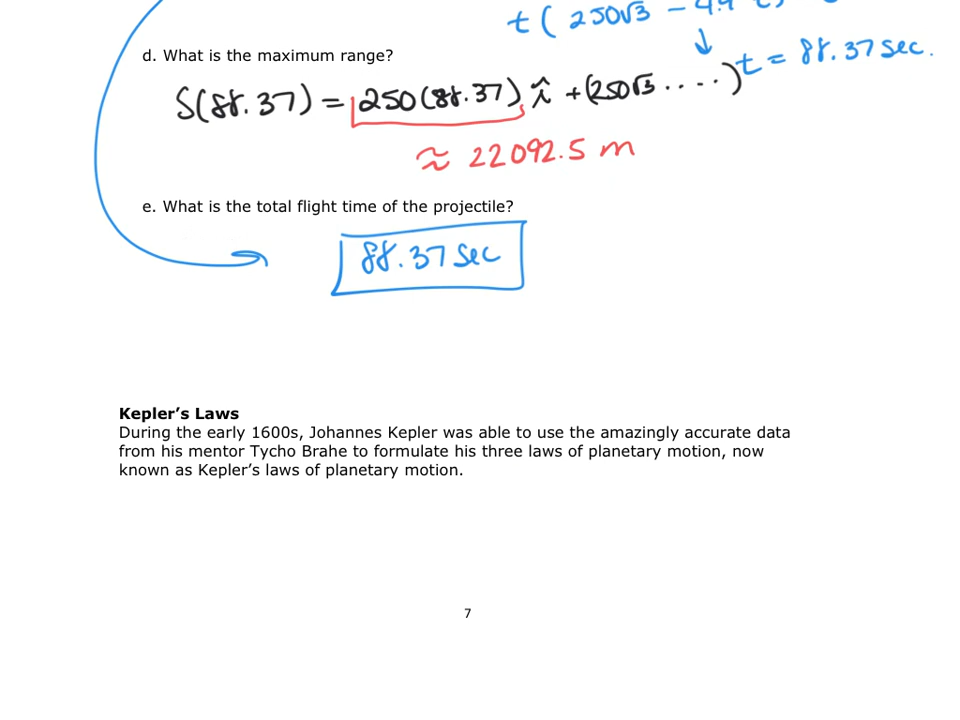 t ( 250√3 - 4.9 t )
d. What is the maximum range?
t = 88.37 sec.
S(88.37) = 250(88.37) î + (250√3 ....)
≈ 22092.5 m
e. What is the total flight time of the projectile?
88.37 sec
Kepler’s Laws
During the early 1600s, Johannes Kepler was able to use the amazingly accurate data
from his mentor Tycho Brahe to formulate his three laws of planetary motion, now
known as Kepler’s laws of planetary motion.
7